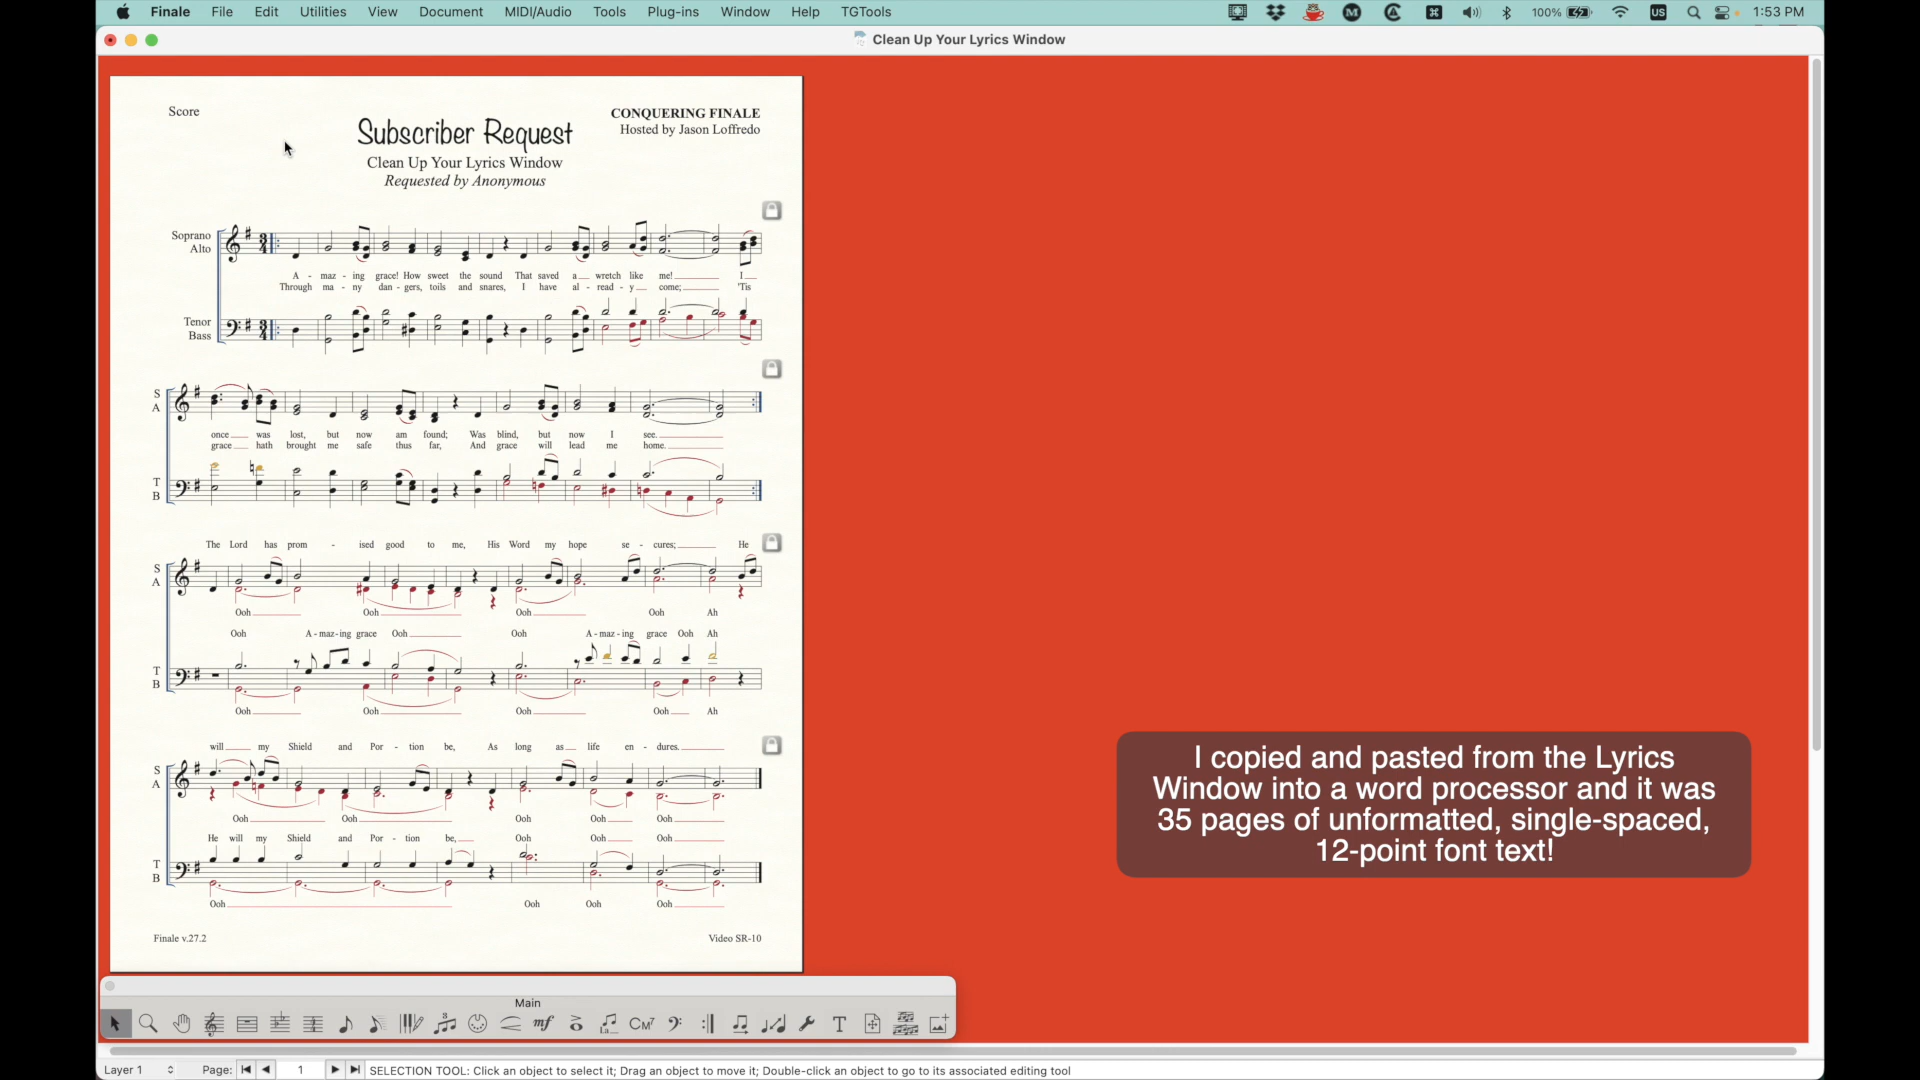 Finale File Edit Utilities View Document MIDI/Audio Tools Plug-ins Window Help TGTools 100% US 1:53 PM
Clean Up Your Lyrics Window
Score
CONQUERING FINALE
Hosted by Jason Loffredo
Subscriber Request
Clean Up Your Lyrics Window
Requested by Anonymous
Soprano
Alto
A - maz - ing grace! How sweet the sound That saved a wretch like me! I
Through ma - ny dan - gers, toils and snares, I have al - read - y come; 'Tis
Tenor
Bass
S
A
once was lost, but now am found; Was blind, but now I see.
grace hath brought me safe thus far, And grace will lead me home.
T
B
The Lord has prom - ised good to me, His Word my hope se - cures; He
S
A
Ooh Ooh Ooh Ooh Ah
Ooh A - maz - ing grace Ooh Ooh A - maz - ing grace Ooh Ah
T
B
Ooh Ooh Ooh Ooh Ah
will my Shield and Por - tion be, As long as life en - dures.
S
A
Ooh Ooh Ooh Ooh Ooh
He will my Shield and Por - tion be, Ooh Ooh Ooh
T
B
Ooh Ooh Ooh Ooh
Finale v.27.2
Video SR-10
I copied and pasted from the Lyrics
Window into a word processor and it was
35 pages of unformatted, single-spaced,
12-point font text!
Main
mf CM7 T
Layer 1 Page: 1 SELECTION TOOL: Click an object to select it; Drag an object to move it; Double-click an object to go to its associated editing tool